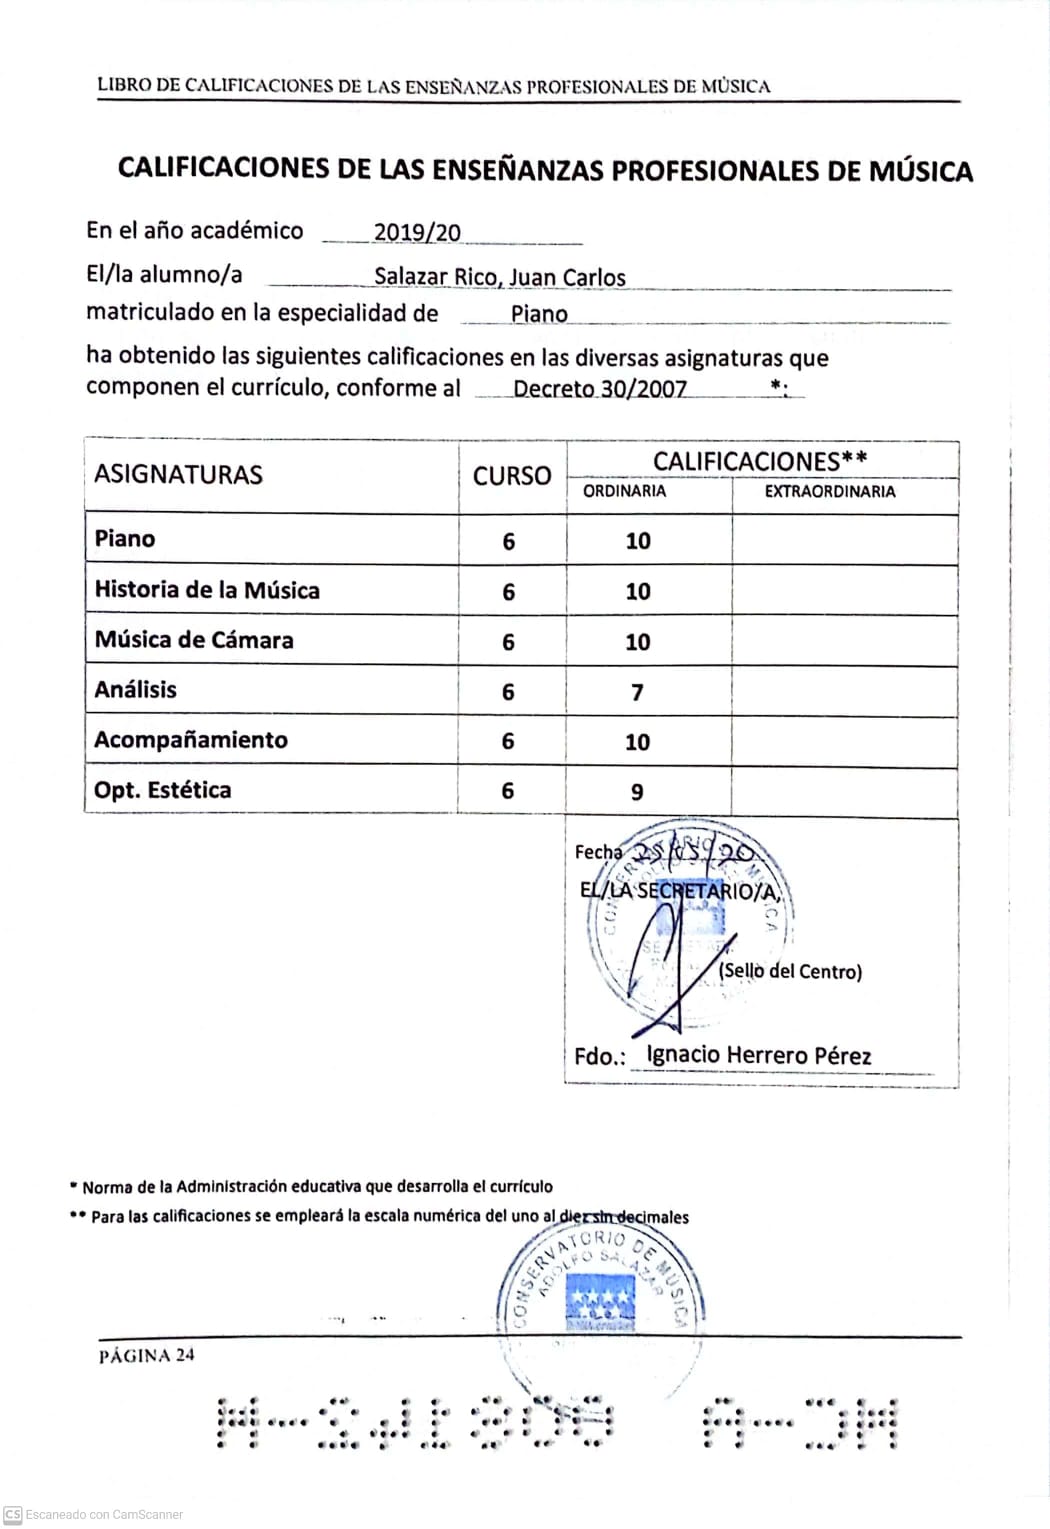 LIBRO DE CALIFICACIONES DE LAS ENSEÑANZAS PROFESIONALES DE MÚSICA
CALIFICACIONES DE LAS ENSEÑANZAS PROFESIONALES DE MÚSICA
En el año académico 2019/20
El/la alumno/a Salazar Rico, Juan Carlos
matriculado en la especialidad de Piano
ha obtenido las siguientes calificaciones en las diversas asignaturas que
componen el currículo, conforme al Decreto 30/2007 *:
ASIGNATURAS CURSO CALIFICACIONES**
ORDINARIA EXTRAORDINARIA
Piano 6 10
Historia de la Música 6 10
Música de Cámara 6 10
Análisis 6 7
Acompañamiento 6 10
Opt. Estética 6 9
Fecha 25/05/20
EL/LA SECRETARIO/A,
(Sello del Centro)
Fdo.: Ignacio Herrero Pérez
* Norma de la Administración educativa que desarrolla el currículo
** Para las calificaciones se empleará la escala numérica del uno al diez sin decimales
CONSERVATORIO DE MÚSICA
ADOLFO SALAZAR
PÁGINA 24
CS Escaneado con CamScanner